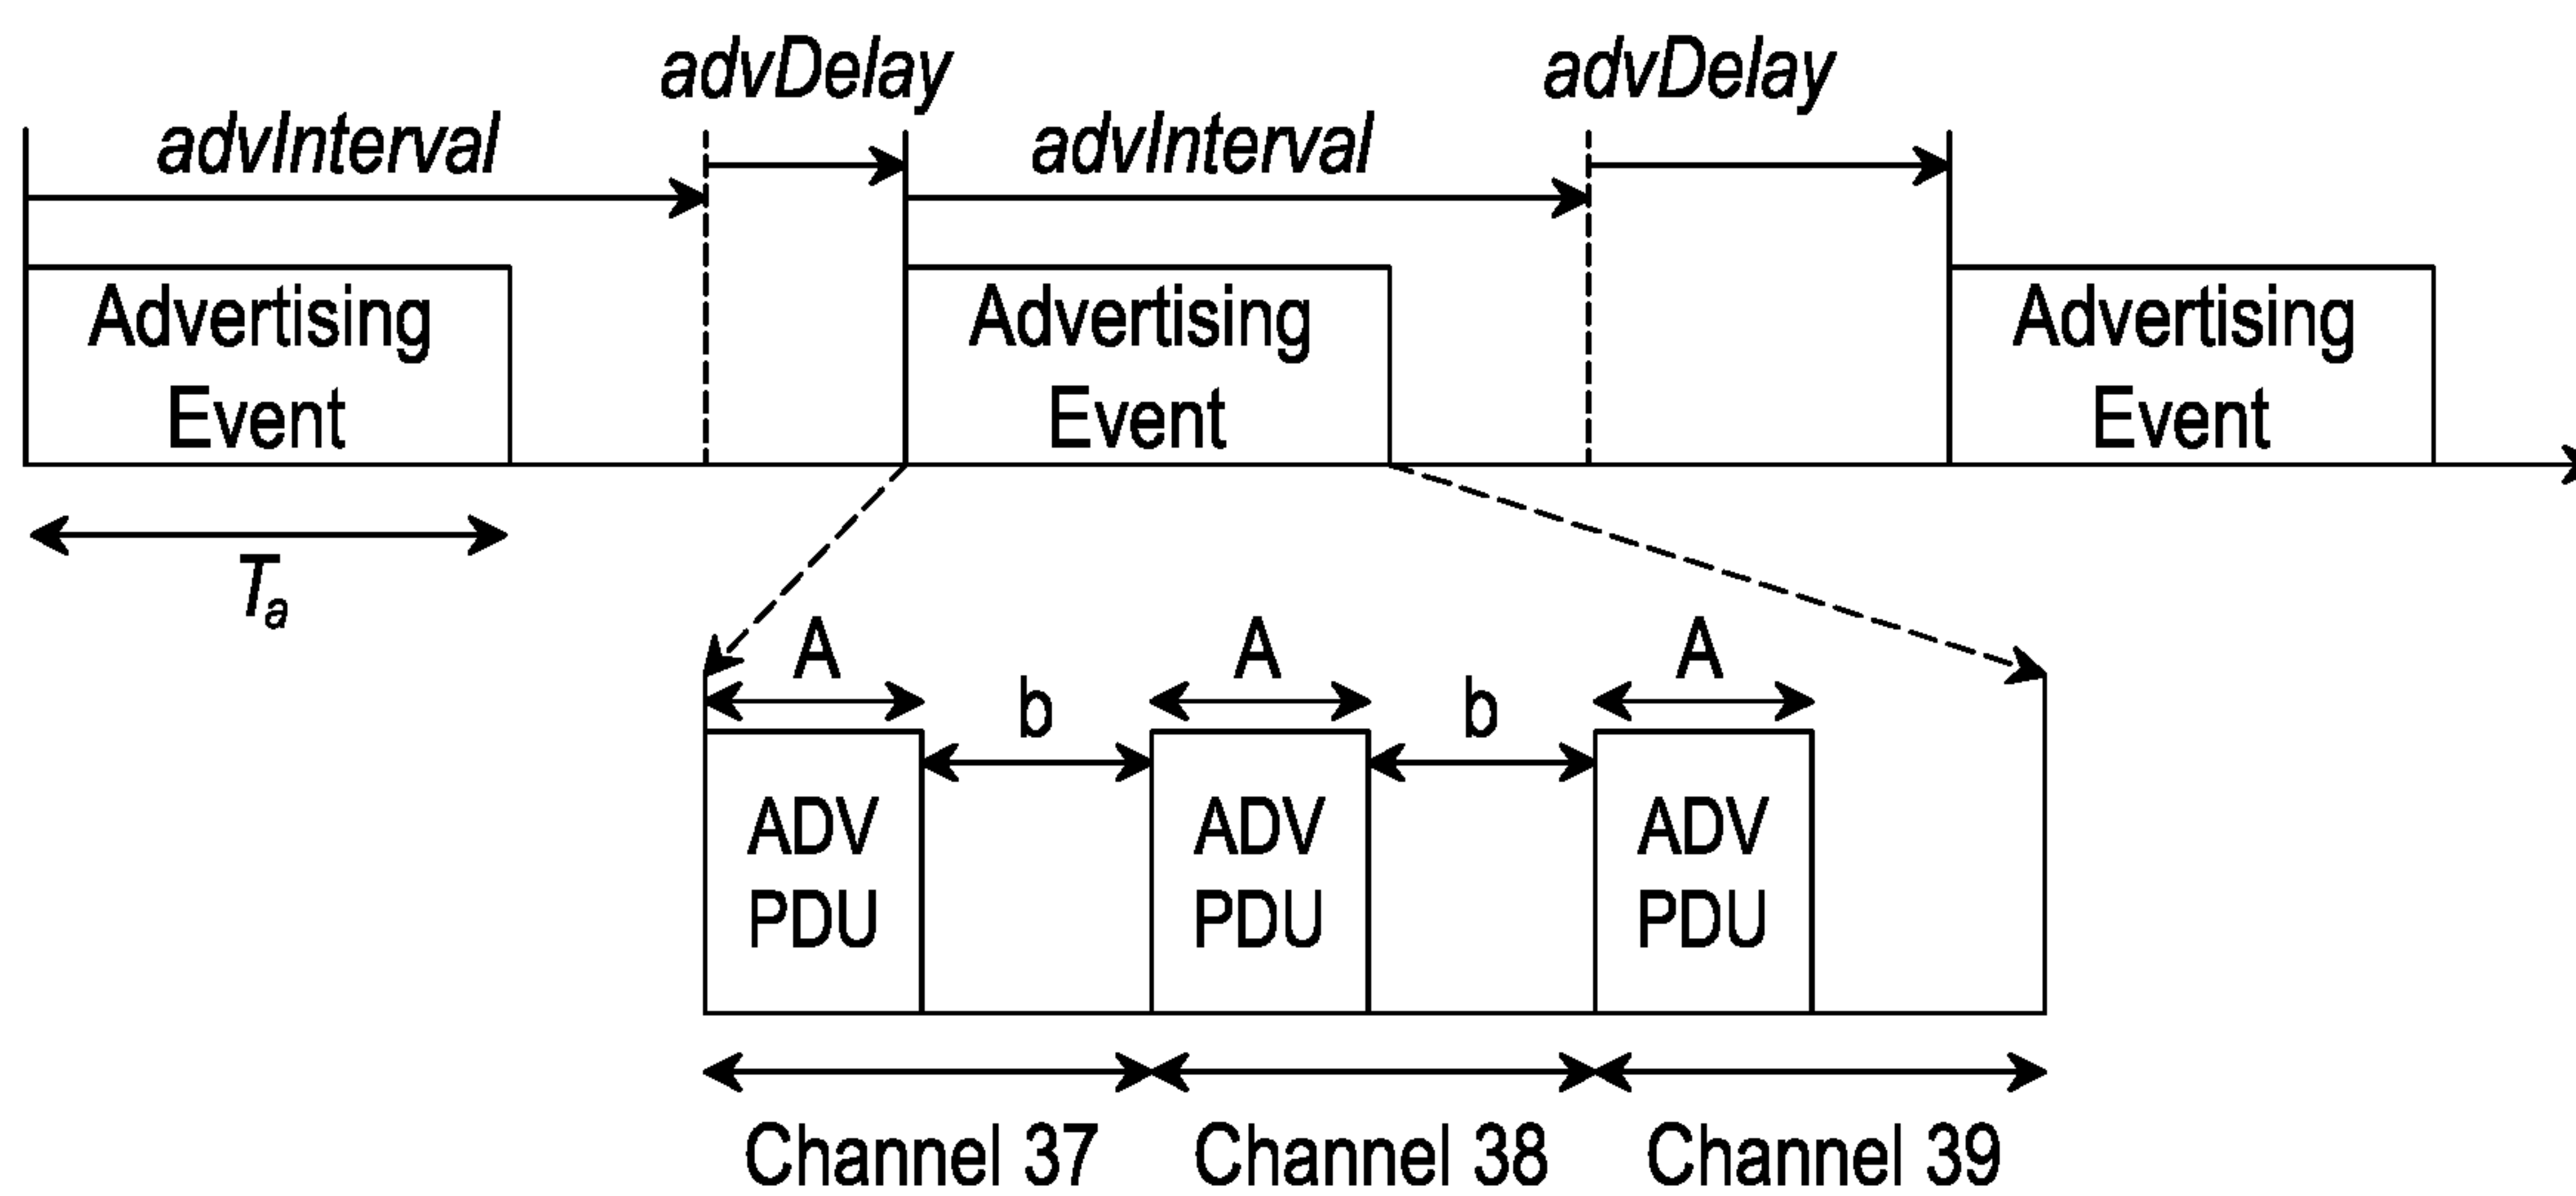 advDelay
advDelay
advInterval
advInterval
Advertising
Event
Advertising
Event
Advertising
Event
Ta
A
A
A
b
b
ADV
PDU
ADV
PDU
ADV
PDU
Channel 37
Channel 38
Channel 39